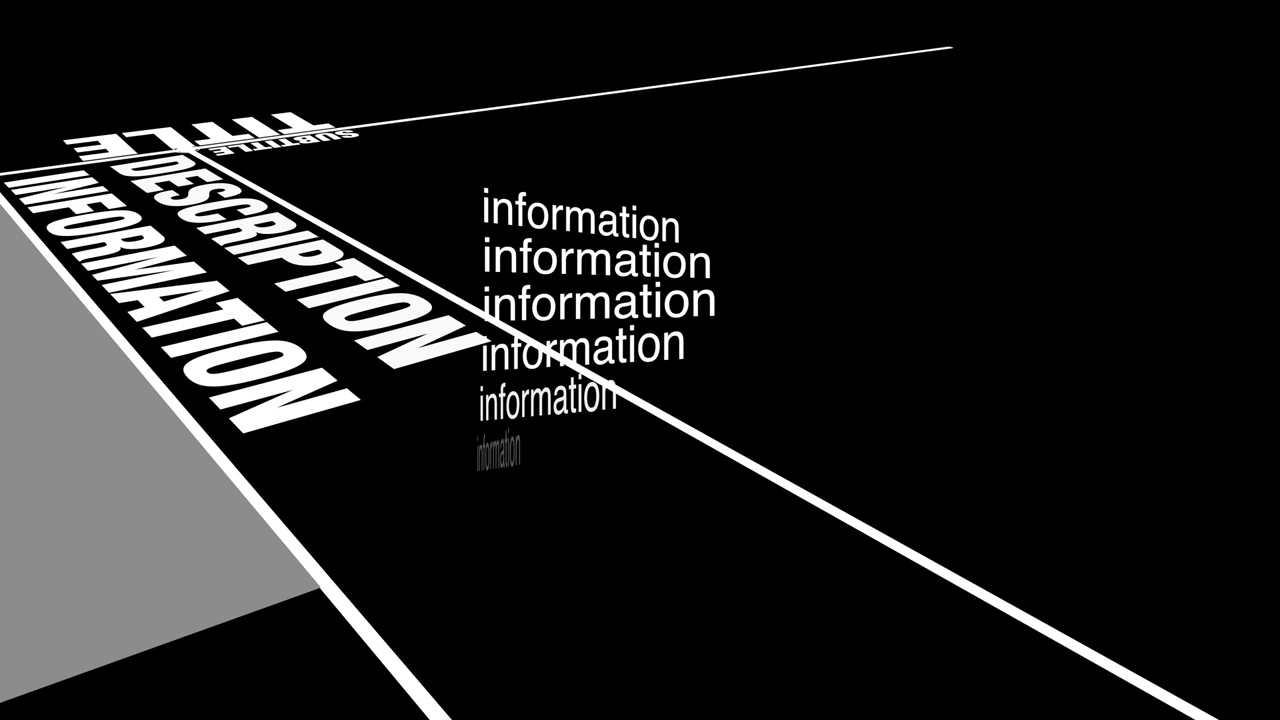 TITLE
SUBTITLE
DESCRIPTION
INFORMATION
information
information
information
information
information
information